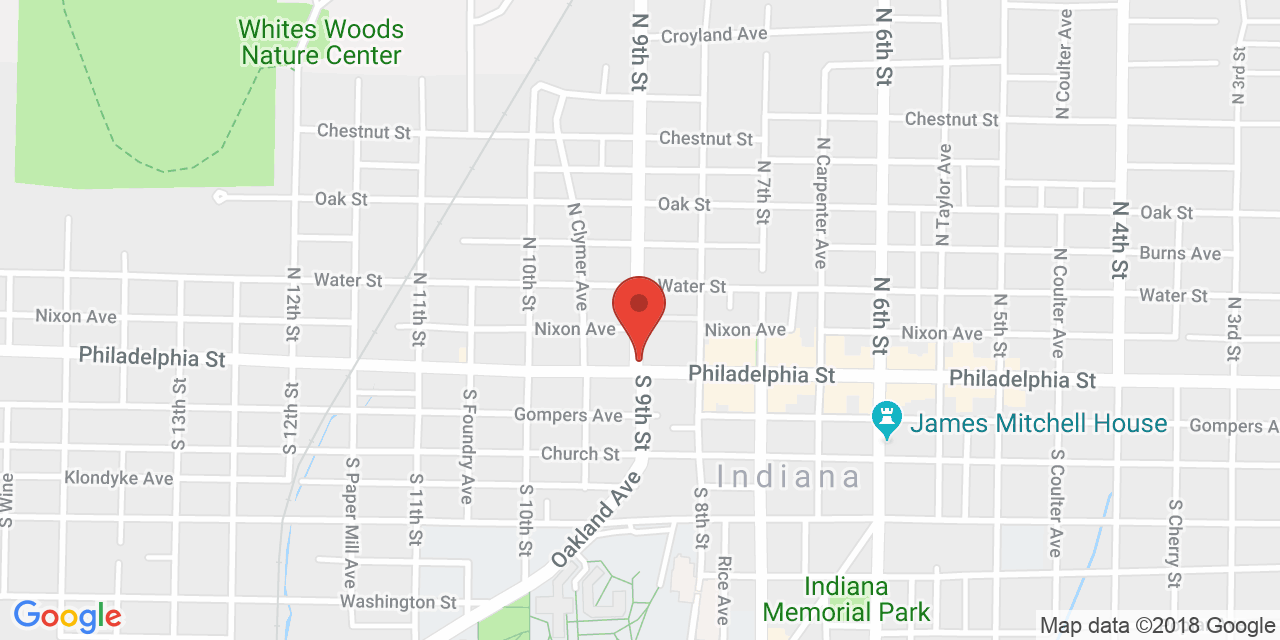 Whites Woods
Nature Center
N 9th St
Croyland Ave
N 6th St
N Coulter Ave
N 3rd St
Chestnut St
Chestnut St
Chestnut St
N Carpenter Ave
N Taylor Ave
N 7th St
Oak St
Oak St
Oak St
N Clymer Ave
N 4th St
N 10th St
Burns Ave
N 12th St
N 11th St
Water St
Water St
Water St
N Coulter Ave
N 6th St
N 5th St
N 3rd St
Nixon Ave
Nixon Ave
Nixon Ave
Nixon Ave
Philadelphia St
Philadelphia St
Philadelphia St
S 13th St
S 12th St
S Foundry Ave
S 9th St
Gompers Ave
James Mitchell House
Gompers A
Church St
Indiana
Klondyke Ave
S Wine
S Paper Mill Ave
S 11th St
S 10th St
Oakland Ave
S 8th St
S Coulter Ave
S Cherry St
Rice Ave
Washington St
Indiana
Memorial Park
Google
Map data ©2018 Google